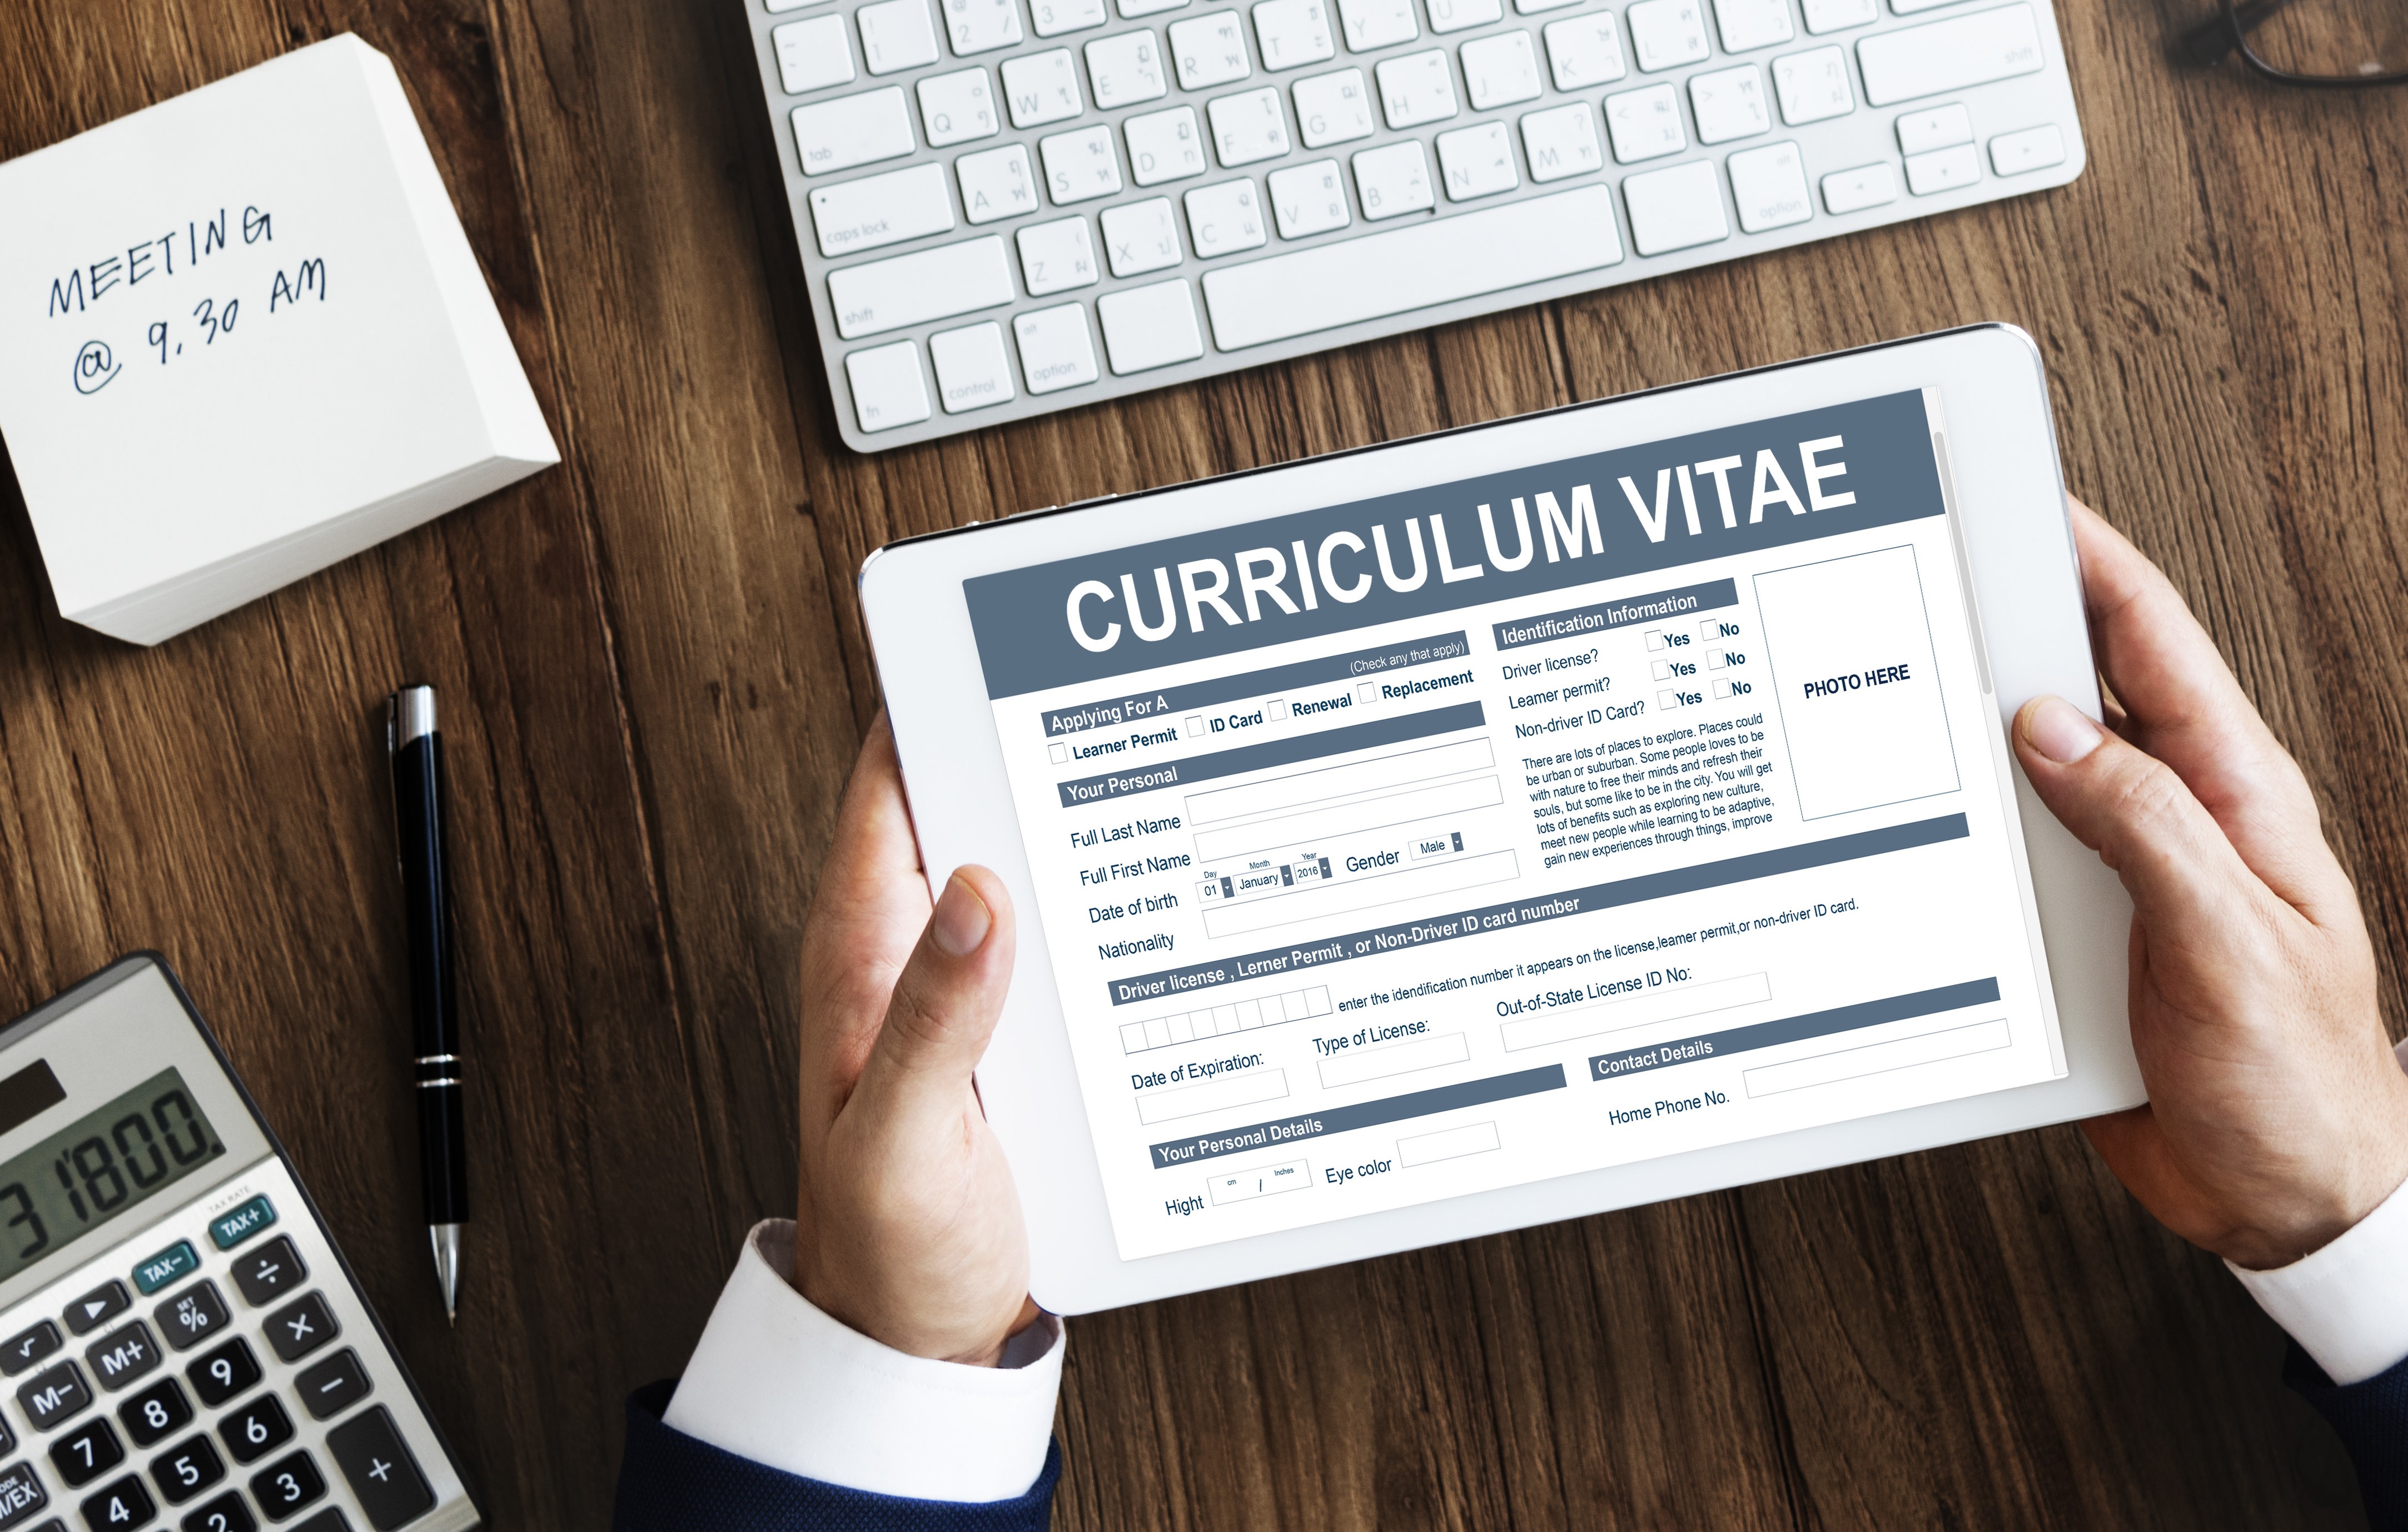 MEETING
@ 9.30 AM
tab
caps lock
shift
fn
control
alt
option
Q W E R T Y U
A S D F G H J K L
Z X C V B N M
alt
option
shift
CURRICULUM VITAE
Applying For A (Check any that apply)
Learner Permit ID Card Renewal Replacement
Your Personal
Full Last Name
Full First Name
Day Month Year
Date of birth 01 January 2016 Gender Male
Nationality
Identification Information
Driver license? Yes No
Leamer permit? Yes No
Non-driver ID Card? Yes No
There are lots of places to explore. Places could
be urban or suburban. Some people loves to be
with nature to free their minds and refresh their
souls, but some like to be in the city. You will get
lots of benefits such as exploring new culture,
meet new people while learning to be adaptive,
gain new experiences through things, improve
PHOTO HERE
Driver license , Lerner Permit , or Non-Driver ID card number
enter the idendification number it appears on the license,leamer permit,or non-driver ID card.
Date of Expiration: Type of License: Out-of-State License ID No:
Your Personal Details
Hight cm / Inches Eye color
Contact Details
Home Phone No.
31'800.
TAX RATE
TAX- TAX+
√ ▶ SET % ÷
M- M+ ×
7 8 9 −
4 5 6 +
2 3